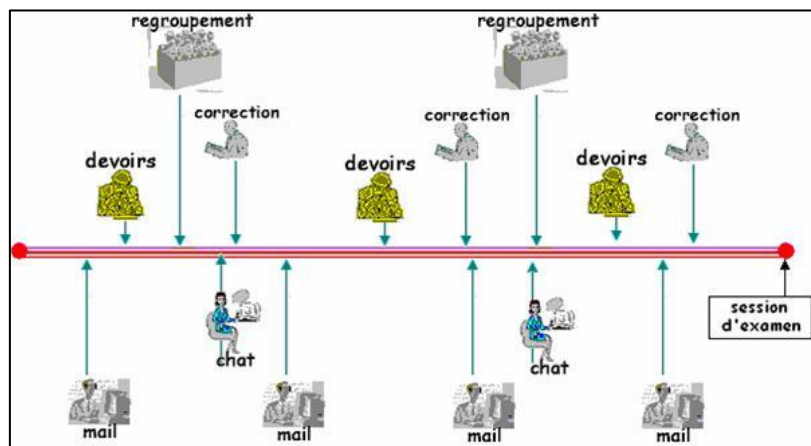 regroupement
regroupement
correction
correction
correction
devoirs
devoirs
devoirs
session
d'examen
chat
chat
mail
mail
mail
mail